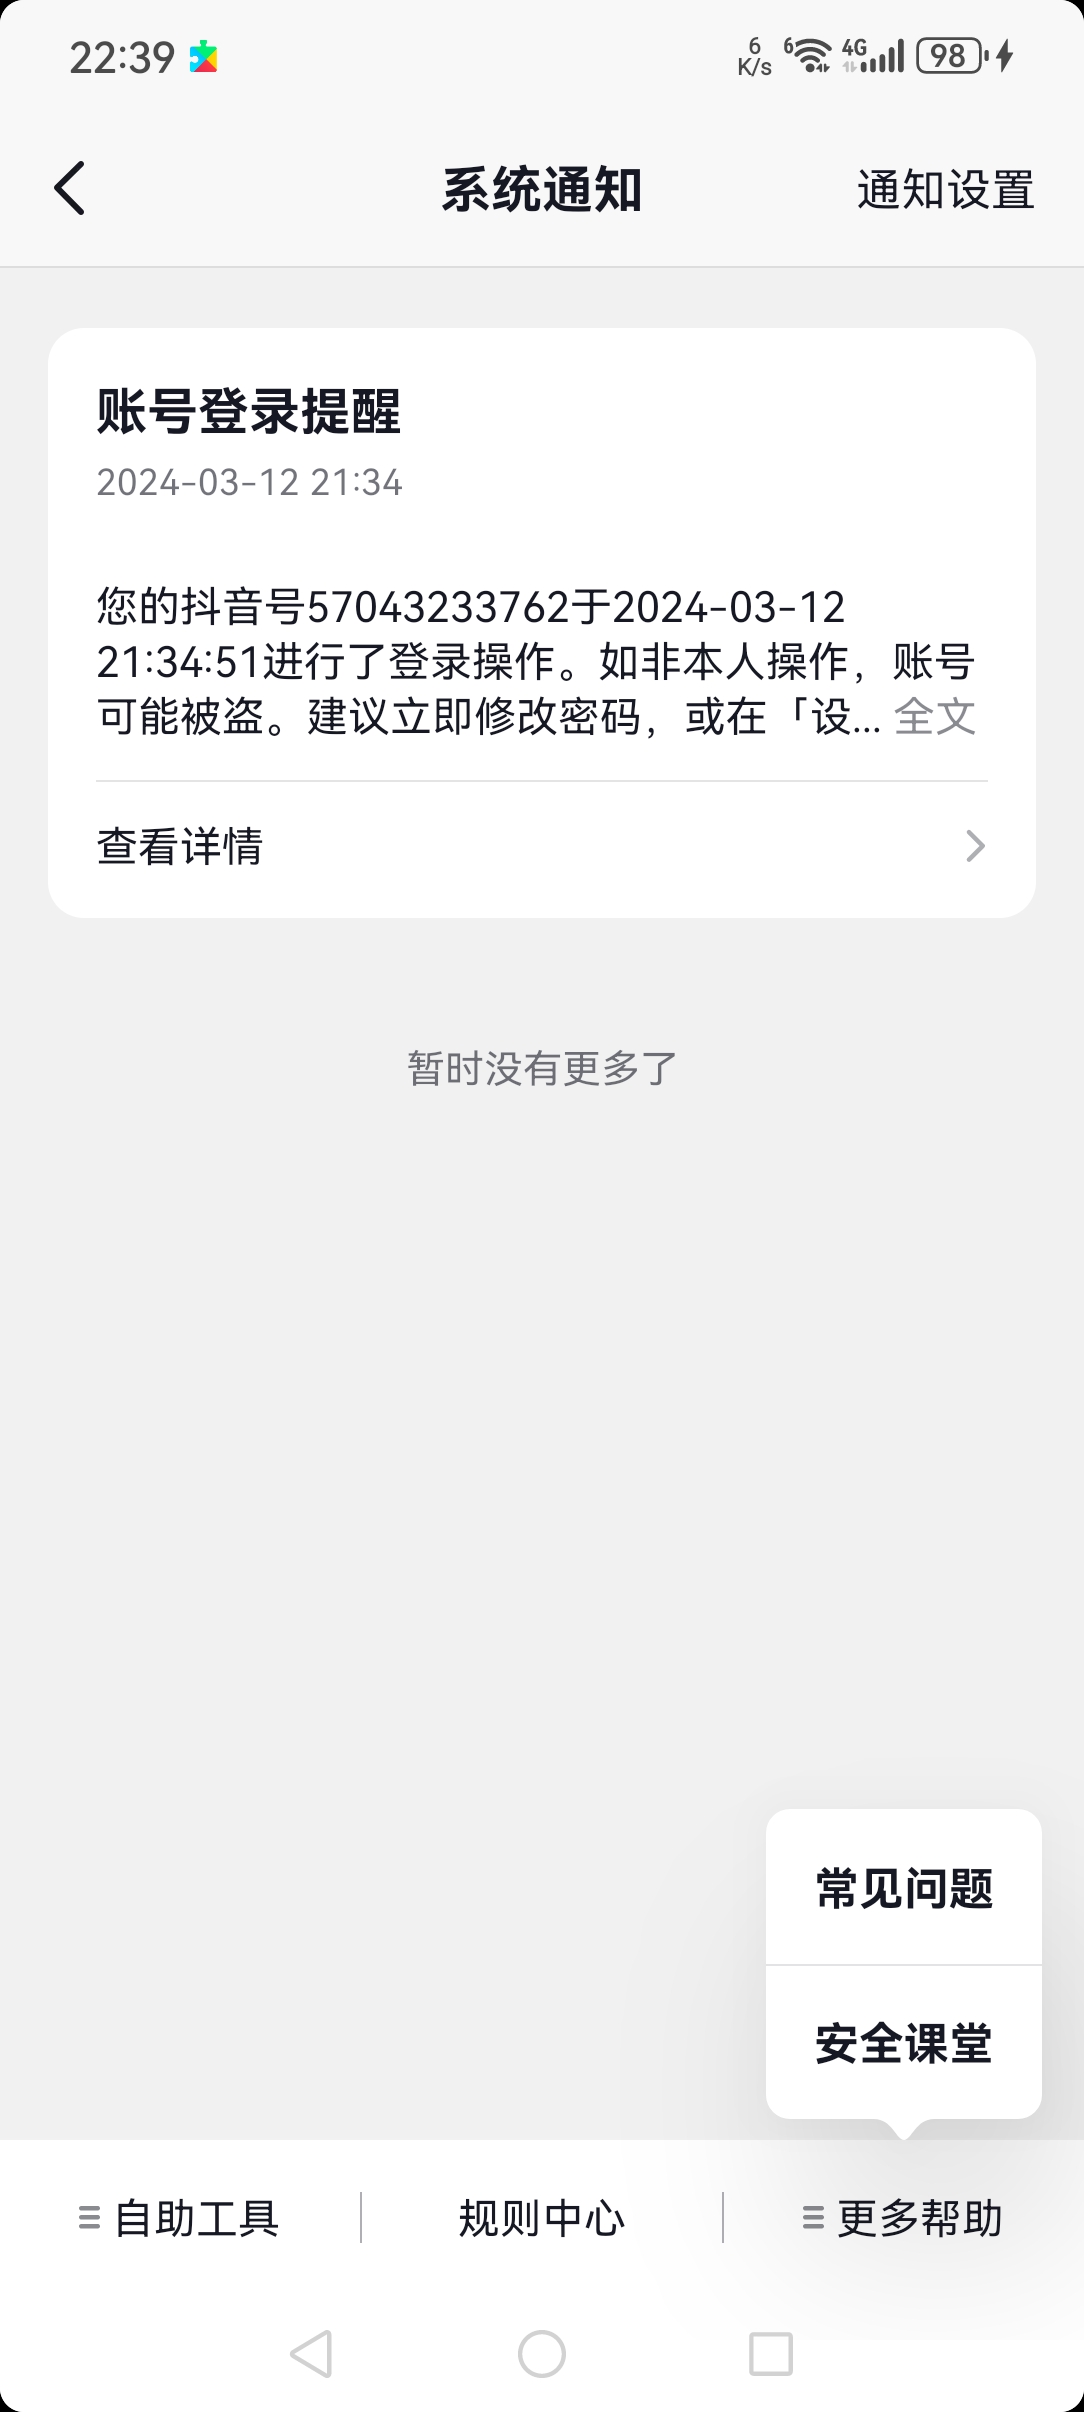 22:39
6
K/s
6
4G
98
系统通知
通知设置
账号登录提醒
2024-03-12 21:34
您的抖音号57043233762于2024-03-12
21:34:51进行了登录操作。如非本人操作，账号
可能被盗。建议立即修改密码，或在「设... 全文
查看详情
暂时没有更多了
常见问题
安全课堂
自助工具
规则中心
更多帮助